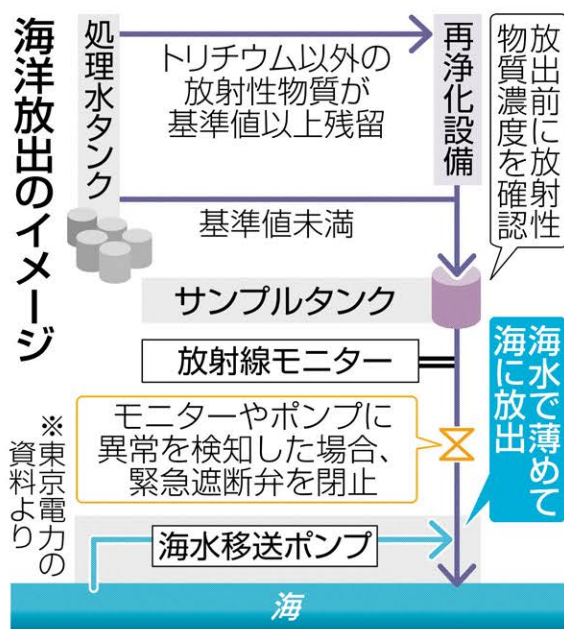 海洋放出のイメージ
処理水タンク
トリチウム以外の
放射性物質が
基準値以上残留
再浄化設備
放出前に放射性
物質濃度を確認
基準値未満
サンプルタンク
放射線モニター
海水で薄めて
海に放出
モニターやポンプに
異常を検知した場合、
緊急遮断弁を閉止
海水移送ポンプ
海
※東京電力の
資料より